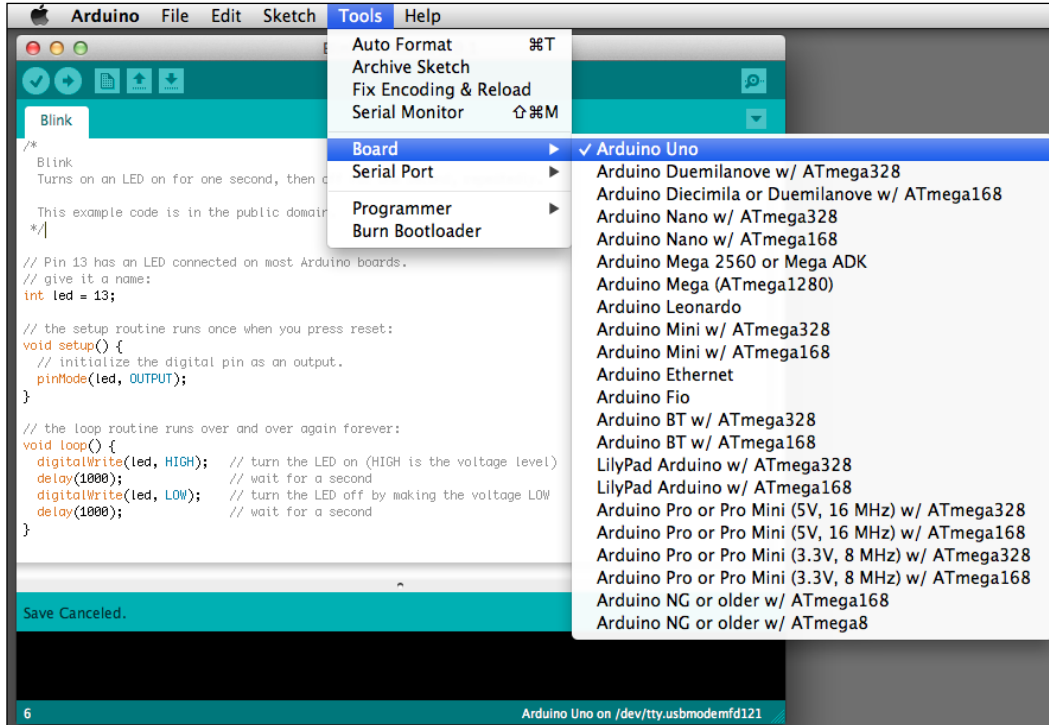 Arduino File Edit Sketch Tools Help
Auto Format ⌘T
Archive Sketch
Fix Encoding & Reload
Serial Monitor ⇧⌘M
Board
Serial Port
Programmer
Burn Bootloader
✓ Arduino Uno
Arduino Duemilanove w/ ATmega328
Arduino Diecimila or Duemilanove w/ ATmega168
Arduino Nano w/ ATmega328
Arduino Nano w/ ATmega168
Arduino Mega 2560 or Mega ADK
Arduino Mega (ATmega1280)
Arduino Leonardo
Arduino Mini w/ ATmega328
Arduino Mini w/ ATmega168
Arduino Ethernet
Arduino Fio
Arduino BT w/ ATmega328
Arduino BT w/ ATmega168
LilyPad Arduino w/ ATmega328
LilyPad Arduino w/ ATmega168
Arduino Pro or Pro Mini (5V, 16 MHz) w/ ATmega328
Arduino Pro or Pro Mini (5V, 16 MHz) w/ ATmega168
Arduino Pro or Pro Mini (3.3V, 8 MHz) w/ ATmega328
Arduino Pro or Pro Mini (3.3V, 8 MHz) w/ ATmega168
Arduino NG or older w/ ATmega168
Arduino NG or older w/ ATmega8
Blink
/*
Blink
Turns on an LED on for one second, then
This example code is in the public domain
*/
// Pin 13 has an LED connected on most Arduino boards.
// give it a name:
int led = 13;
// the setup routine runs once when you press reset:
void setup() {
// initialize the digital pin as an output.
pinMode(led, OUTPUT);
}
// the loop routine runs over and over again forever:
void loop() {
digitalWrite(led, HIGH); // turn the LED on (HIGH is the voltage level)
delay(1000); // wait for a second
digitalWrite(led, LOW); // turn the LED off by making the voltage LOW
delay(1000); // wait for a second
}
Save Canceled.
6
Arduino Uno on /dev/tty.usbmodemfd121